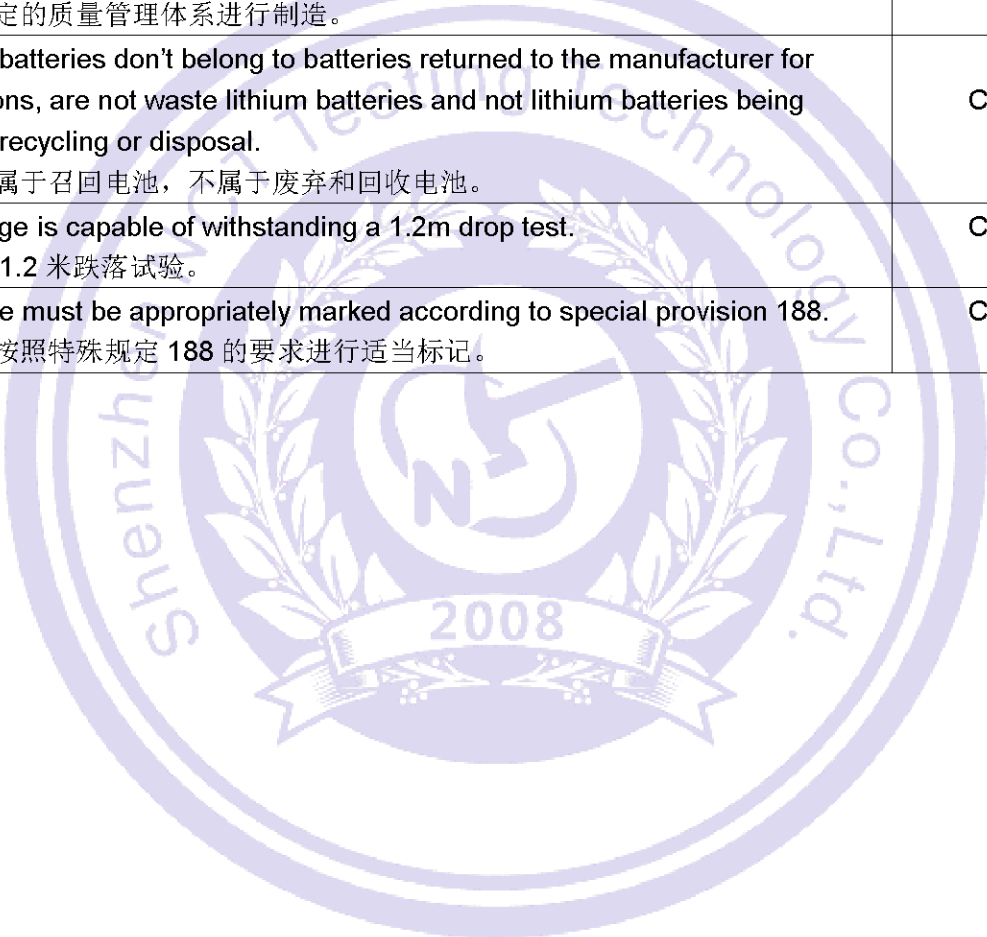 定的质量管理体系进行制造。
batteries don't belong to batteries returned to the manufacturer for
ons, are not waste lithium batteries and not lithium batteries being
C
recycling or disposal.
属于召回电池，不属于废弃和回收电池。
ge is capable of withstanding a 1.2m drop test.
C
1.2 米跌落试验。
e must be appropriately marked according to special provision 188.
C
按照特殊规定 188 的要求进行适当标记。
Shenzhen NCT Testing Technology Co., Ltd.
N
2008